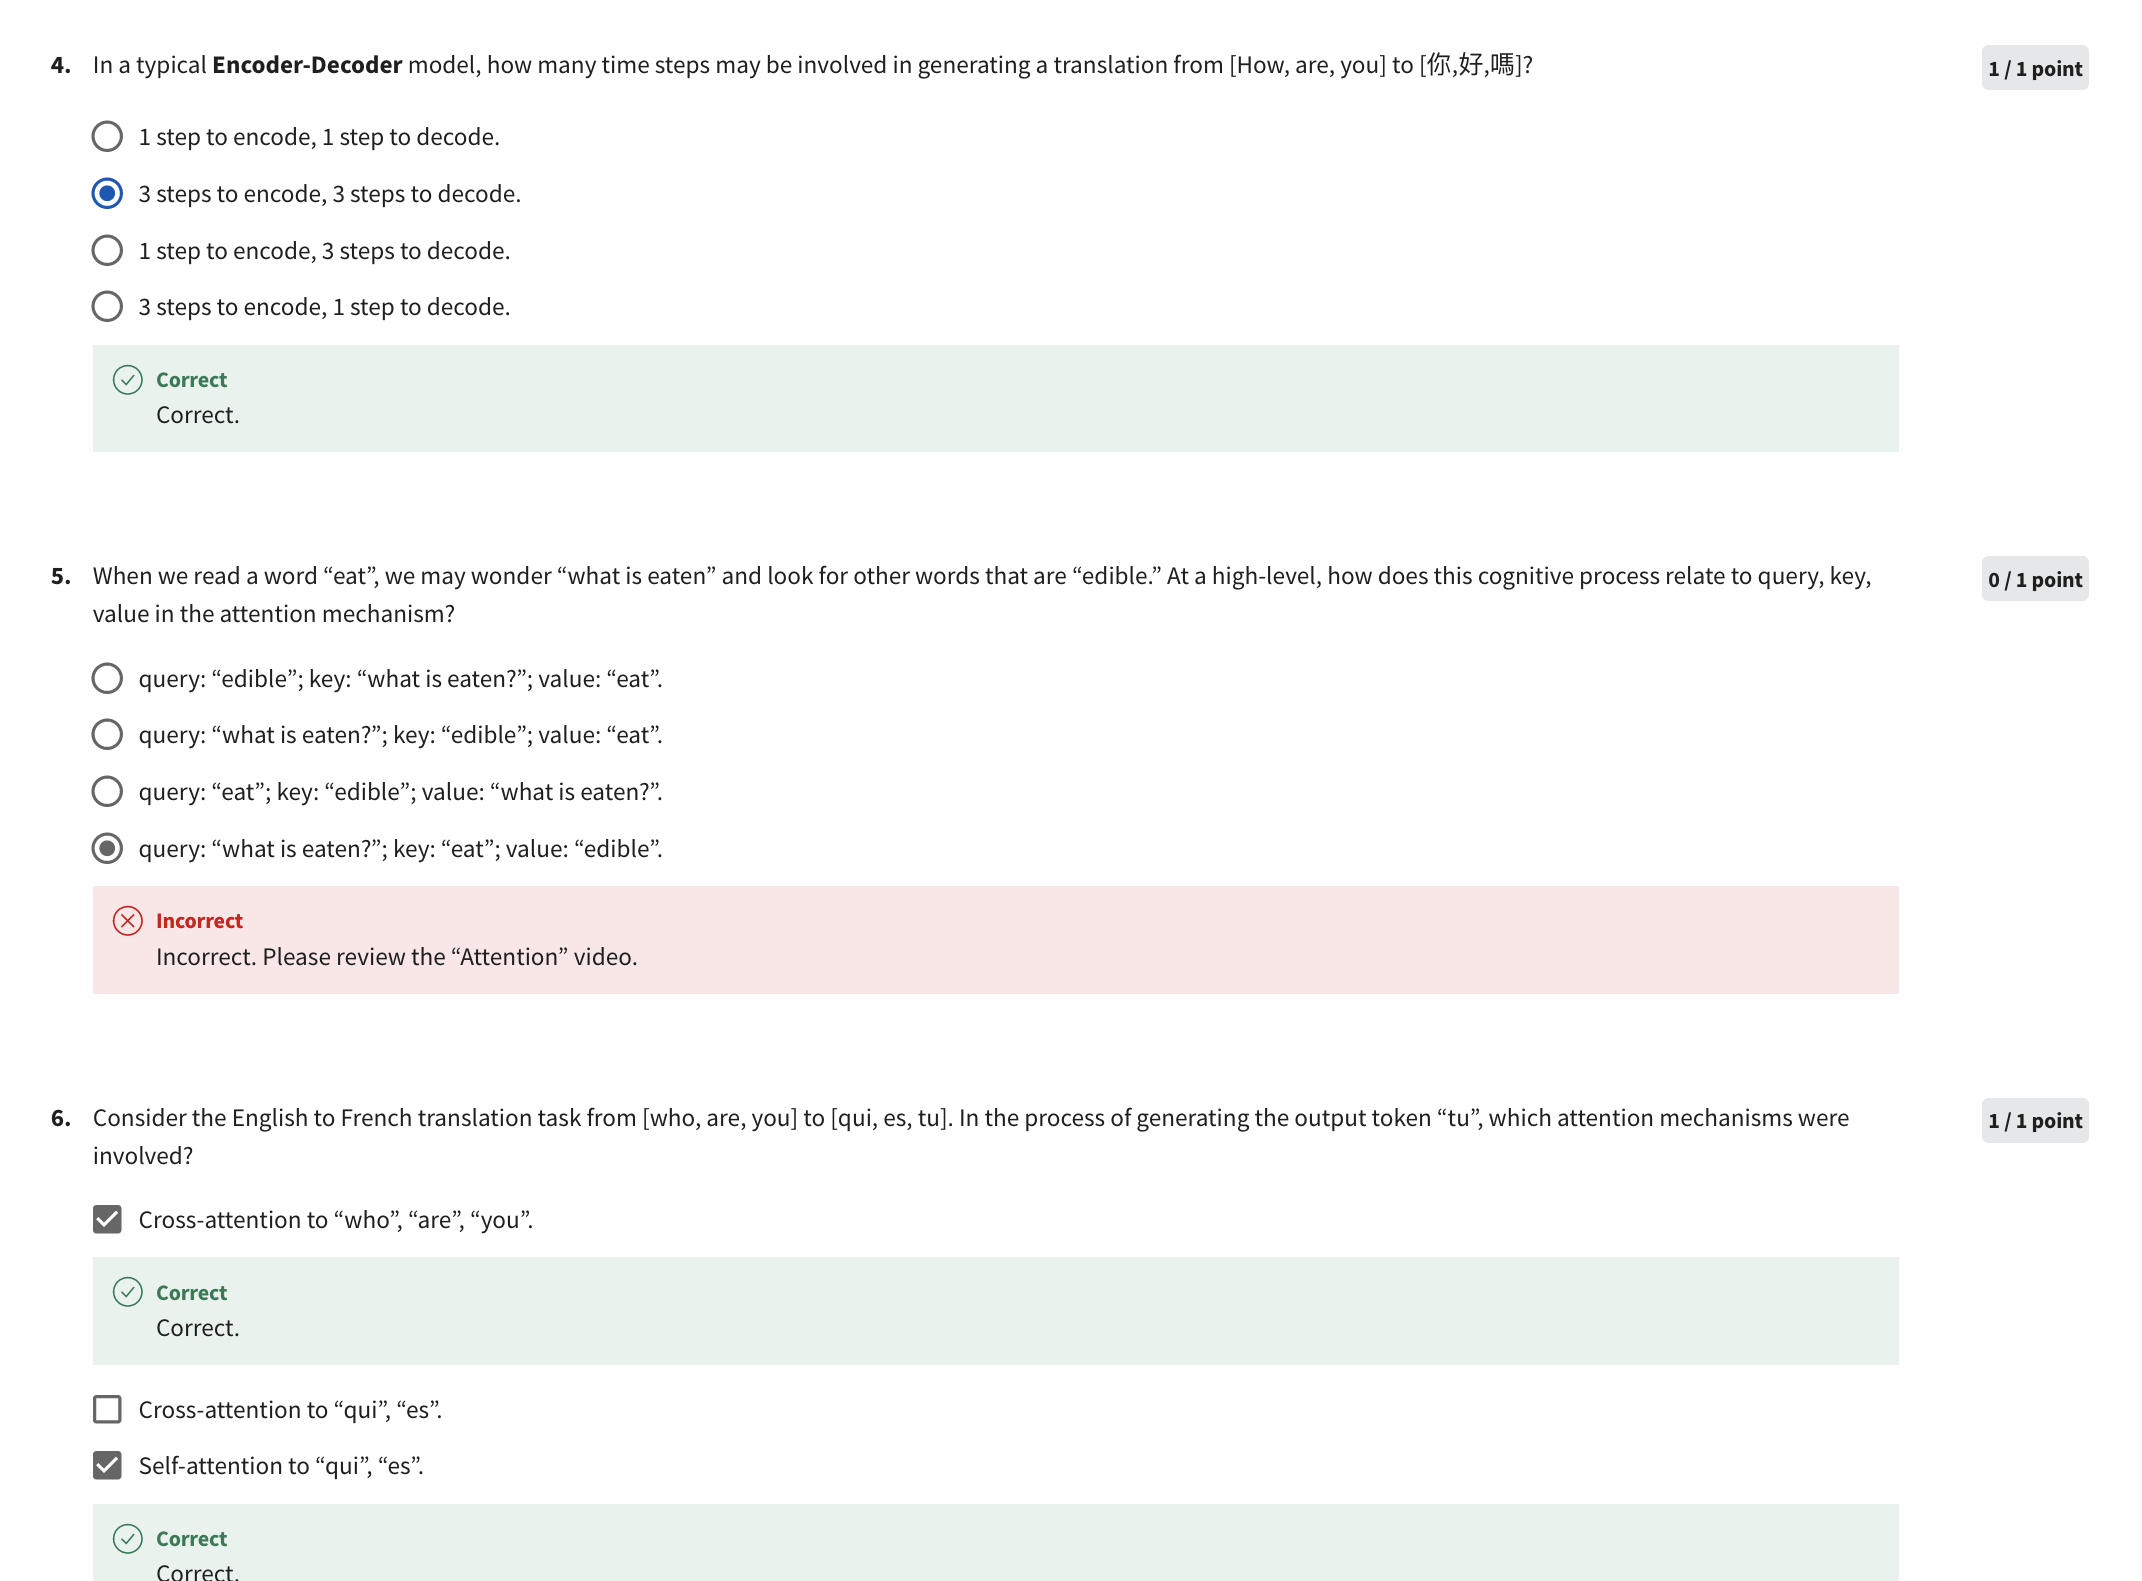 4. In a typical Encoder-Decoder model, how many time steps may be involved in generating a translation from [How, are, you] to [你,好,嗎]?
1 / 1 point
1 step to encode, 1 step to decode.
3 steps to encode, 3 steps to decode.
1 step to encode, 3 steps to decode.
3 steps to encode, 1 step to decode.
Correct
Correct.
5. When we read a word “eat”, we may wonder “what is eaten” and look for other words that are “edible.” At a high-level, how does this cognitive process relate to query, key,
value in the attention mechanism?
0 / 1 point
query: “edible”; key: “what is eaten?”; value: “eat”.
query: “what is eaten?”; key: “edible”; value: “eat”.
query: “eat”; key: “edible”; value: “what is eaten?”.
query: “what is eaten?”; key: “eat”; value: “edible”.
Incorrect
Incorrect. Please review the “Attention” video.
6. Consider the English to French translation task from [who, are, you] to [qui, es, tu]. In the process of generating the output token “tu”, which attention mechanisms were
involved?
1 / 1 point
Cross-attention to “who”, “are”, “you”.
Correct
Correct.
Cross-attention to “qui”, “es”.
Self-attention to “qui”, “es”.
Correct
Correct.